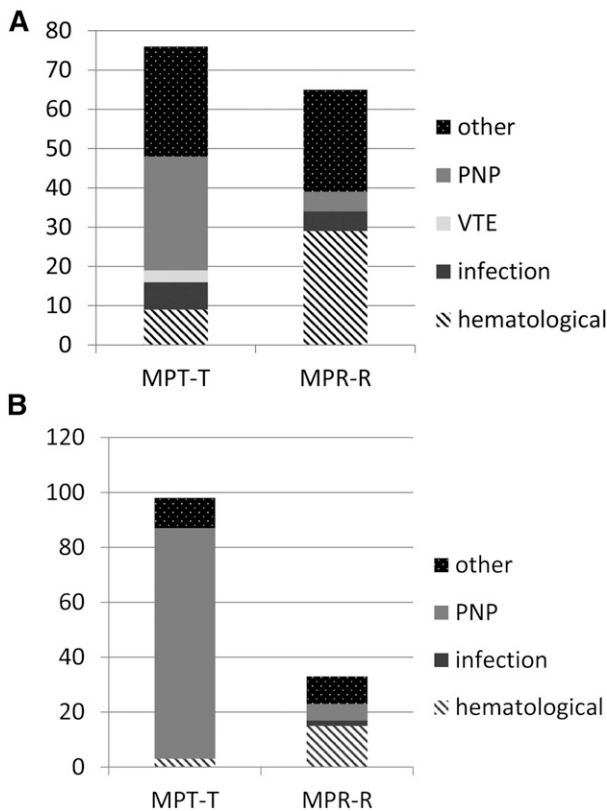 A
80
70
60
50
40
30
20
10
0
MPT-T MPR-R
other
PNP
VTE
infection
hematological
B
120
100
80
60
40
20
0
MPT-T MPR-R
other
PNP
infection
hematological